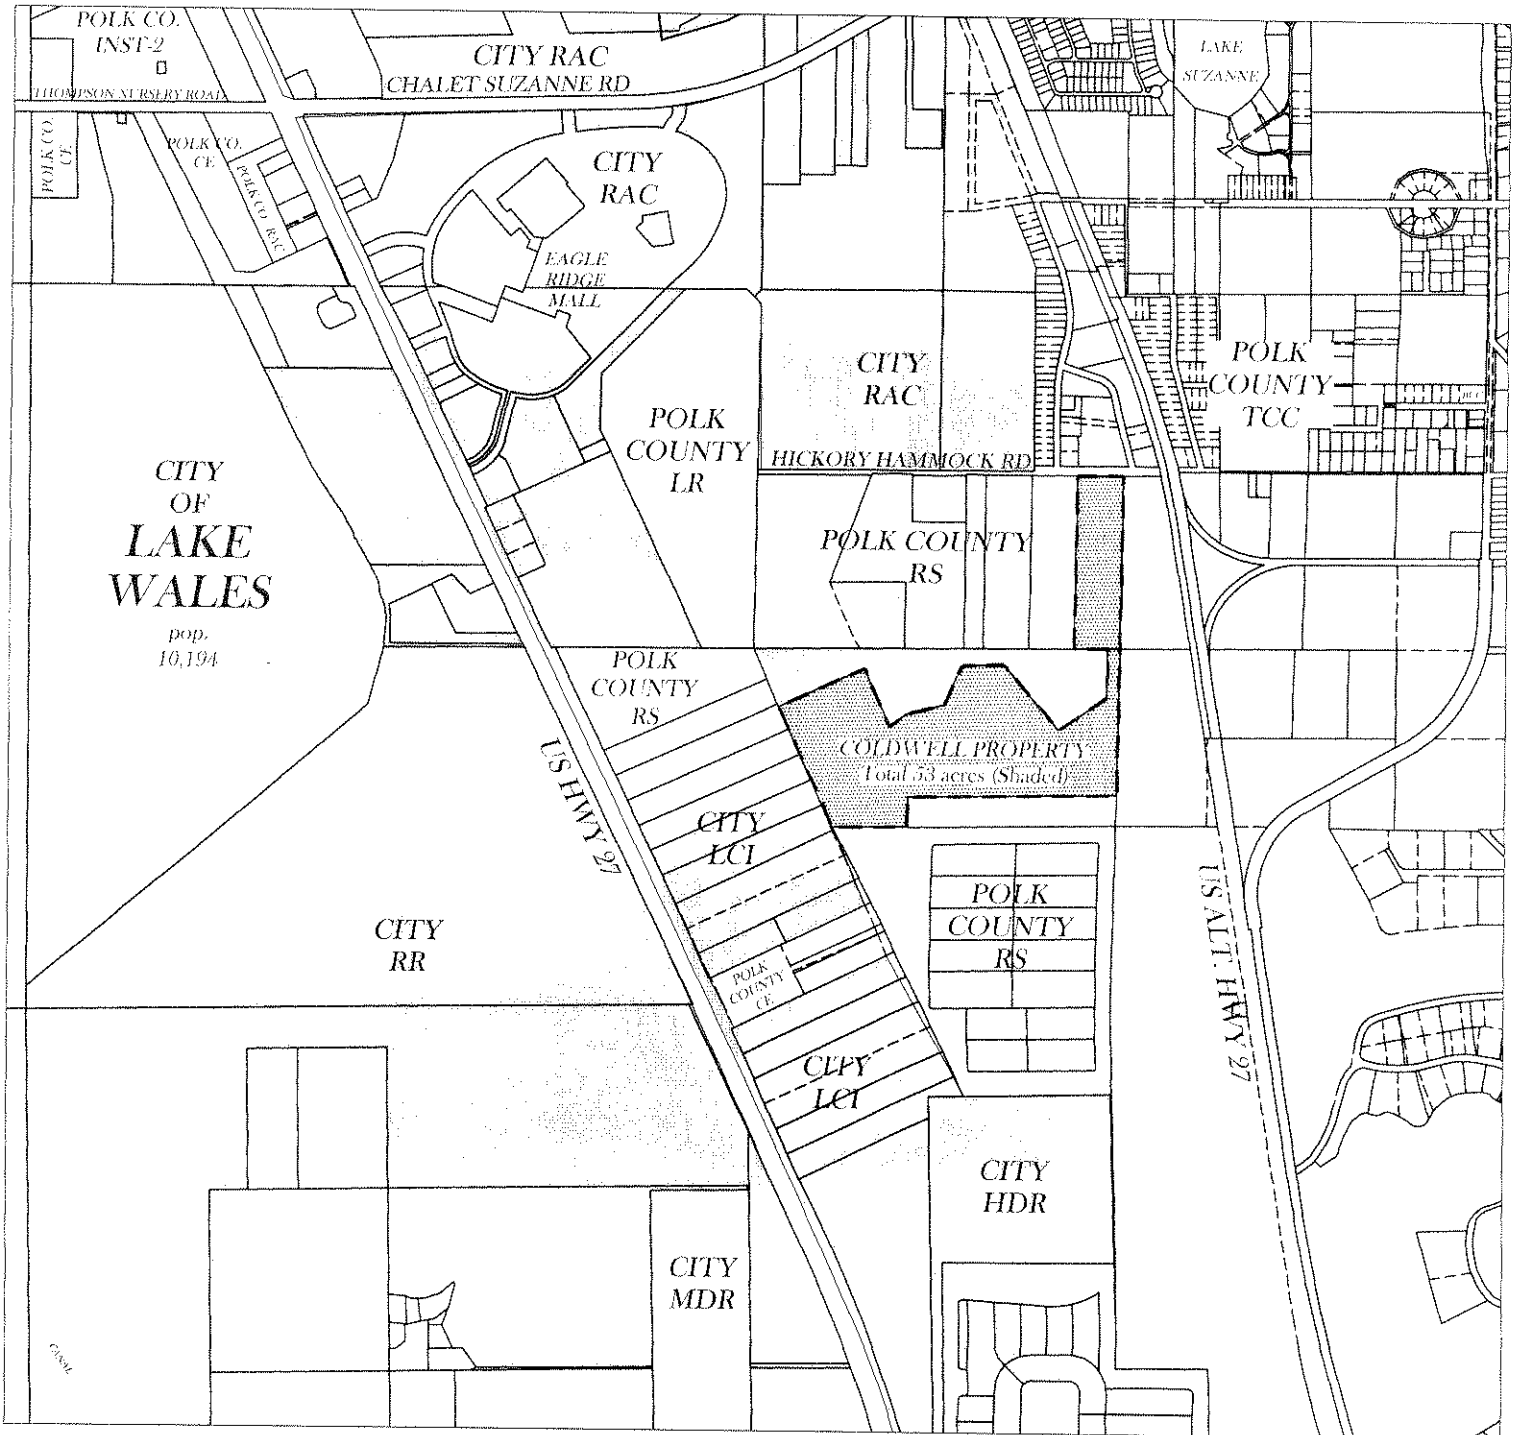 POLK CO.
INST-2
CITY RAC
CHALET SUZANNE RD
LAKE
SUZANNE
THOMPSON NURSERY ROAD
POLK CO.
CE
POLK CO.
CE
POLK CO. RAC
CITY
RAC
EAGLE
RIDGE
MALL
CITY
RAC
POLK
COUNTY
TCC
POLK
COUNTY
LR
HICKORY HAMMOCK RD
CITY
OF
LAKE
WALES
pop.
10,194
POLK COUNTY
RS
POLK
COUNTY
RS
US HWY 27
COLDWELL PROPERTY
Total 53 acres (Shaded)
CITY
LCI
POLK
COUNTY
RS
US ALT. HWY 27
CITY
RR
POLK
COUNTY
CE
CITY
LCI
CITY
HDR
CITY
MDR
CANAL